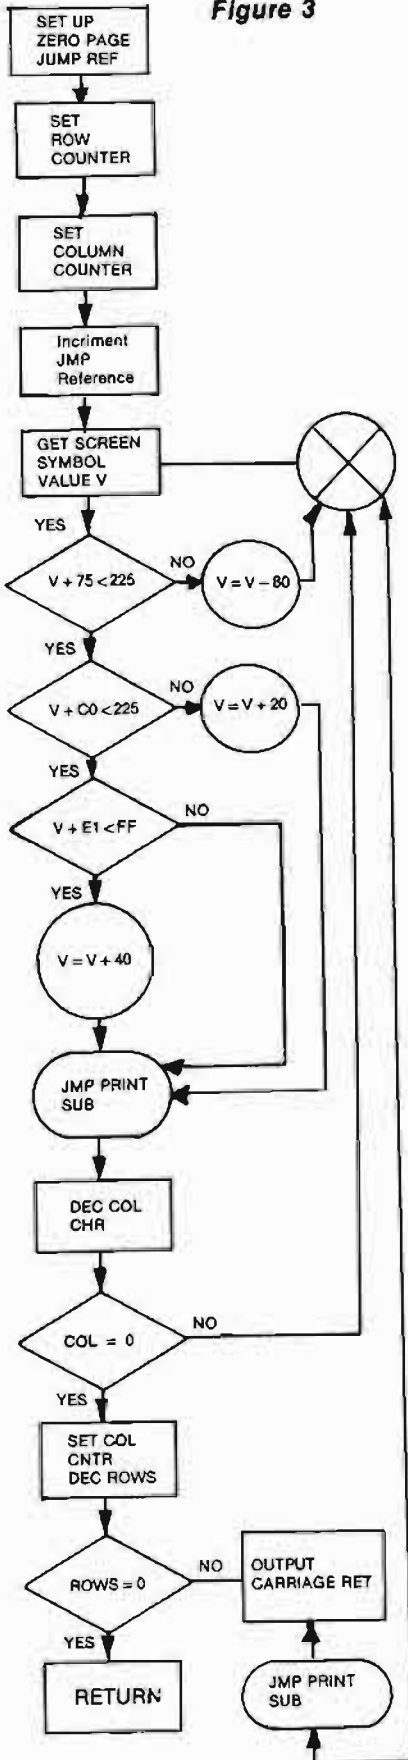 Figure 3
SET UP
ZERO PAGE
JUMP REF
SET
ROW
COUNTER
SET
COLUMN
COUNTER
Incriment
JMP
Reference
GET SCREEN
SYMBOL
VALUE V
YES
V + 75 < 225
NO
V = V - 80
YES
V + C0 < 225
NO
V = V + 20
YES
V + E1 < FF
NO
YES
V = V + 40
JMP PRINT
SUB
DEC COL
CHR
COL = 0
NO
YES
SET COL
CNTR
DEC ROWS
ROWS = 0
NO
OUTPUT
CARRIAGE RET
YES
RETURN
JMP PRINT
SUB